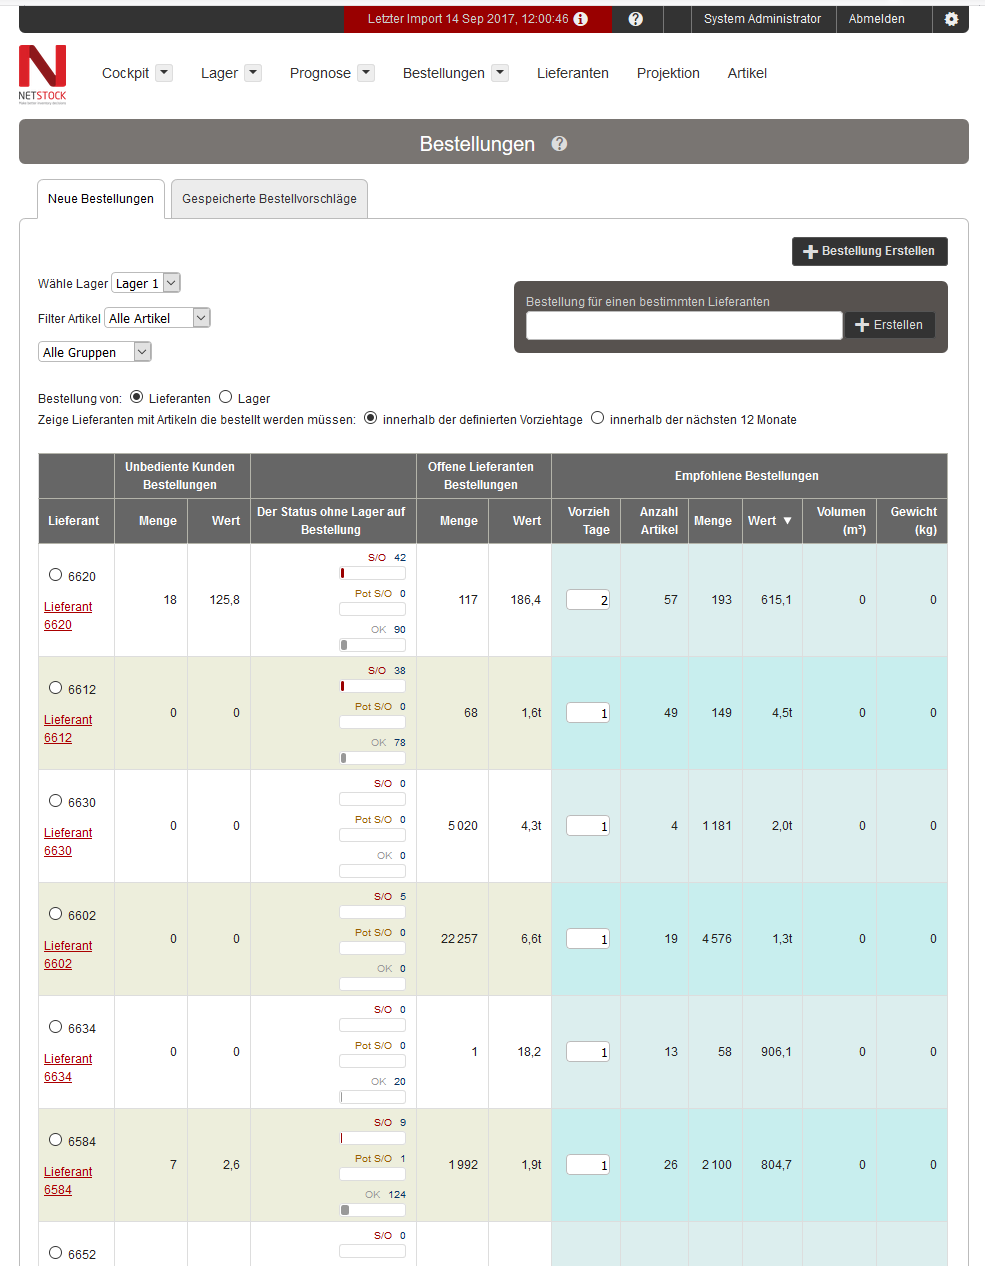 Letzter Import 14 Sep 2017, 12:00:46
System Administrator
Abmelden
NETSTOCK
Cockpit
Lager
Prognose
Bestellungen
Lieferanten
Projektion
Artikel
Bestellungen ?
Neue Bestellungen
Gespeicherte Bestellvorschläge
Bestellung Erstellen
Wähle Lager Lager 1
Filter Artikel Alle Artikel
Alle Gruppen
Bestellung für einen bestimmten Lieferanten
Erstellen
Bestellung von: Lieferanten Lager
Zeige Lieferanten mit Artikeln die bestellt werden müssen: innerhalb der definierten Vorziehtage innerhalb der nächsten 12 Monate
Unbediente Kunden Bestellungen
Offene Lieferanten Bestellungen
Empfohlene Bestellungen
Lieferant
Menge
Wert
Der Status ohne Lager auf Bestellung
Menge
Wert
Vorzieh Tage
Anzahl Artikel
Menge
Wert ▼
Volumen (m³)
Gewicht (kg)
6620
Lieferant 6620
18 125,8
S/O 42
Pot S/O 0
OK 90
117 186,4 2 57 193 615,1 0 0
6612
Lieferant 6612
0 0
S/O 38
Pot S/O 0
OK 78
68 1,6t 1 49 149 4,5t 0 0
6630
Lieferant 6630
0 0
S/O 0
Pot S/O 0
OK 0
5 020 4,3t 1 4 1 181 2,0t 0 0
6602
Lieferant 6602
0 0
S/O 5
Pot S/O 0
OK 0
22 257 6,6t 1 19 4 576 1,3t 0 0
6634
Lieferant 6634
0 0
S/O 0
Pot S/O 0
OK 20
1 18,2 1 13 58 906,1 0 0
6584
Lieferant 6584
7 2,6
S/O 9
Pot S/O 1
OK 124
1 992 1,9t 1 26 2 100 804,7 0 0
6652
S/O 0